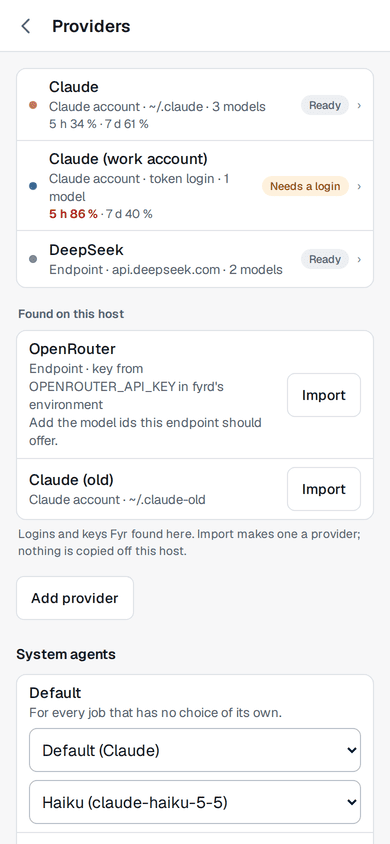 Providers
Claude
Claude account · ~/.claude · 3 models
5 h 34 % · 7 d 61 %
Ready
Claude (work account)
Claude account · token login · 1
model
5 h 86 % · 7 d 40 %
Needs a login
DeepSeek
Endpoint · api.deepseek.com · 2 models
Ready
Found on this host
OpenRouter
Endpoint · key from
OPENROUTER_API_KEY in fyrd's
environment
Add the model ids this endpoint should
offer.
Import
Claude (old)
Claude account · ~/.claude-old
Import
Logins and keys Fyr found here. Import makes one a provider;
nothing is copied off this host.
Add provider
System agents
Default
For every job that has no choice of its own.
Default (Claude)
Haiku (claude-haiku-5-5)